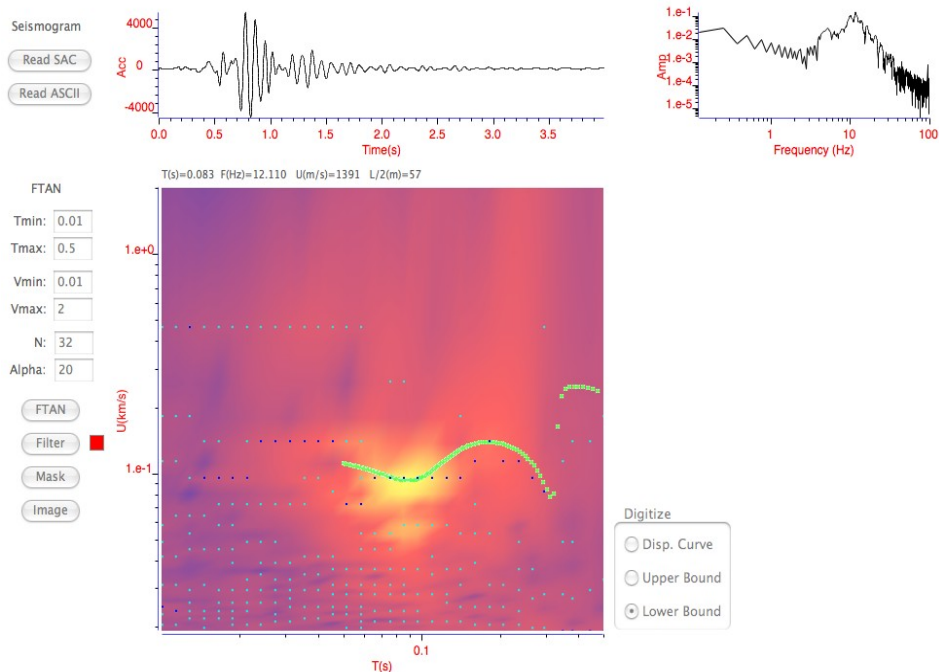 Seismogram
Read SAC
Read ASCII
Acc
4000
0
-4000
0.0 0.5 1.0 1.5 2.0 2.5 3.0 3.5
Time(s)
Amp
1.e-1
1.e-2
1.e-3
1.e-4
1.e-5
1 10 100
Frequency (Hz)
T(s)=0.083 F(Hz)=12.110 U(m/s)=1391 L/2(m)=57
FTAN
Tmin: 0.01
Tmax: 0.5
Vmin: 0.01
Vmax: 2
N: 32
Alpha: 20
FTAN
Filter
Mask
Image
U(km/s)
1.e+0
1.e-1
0.1
T(s)
Digitize
Disp. Curve
Upper Bound
Lower Bound